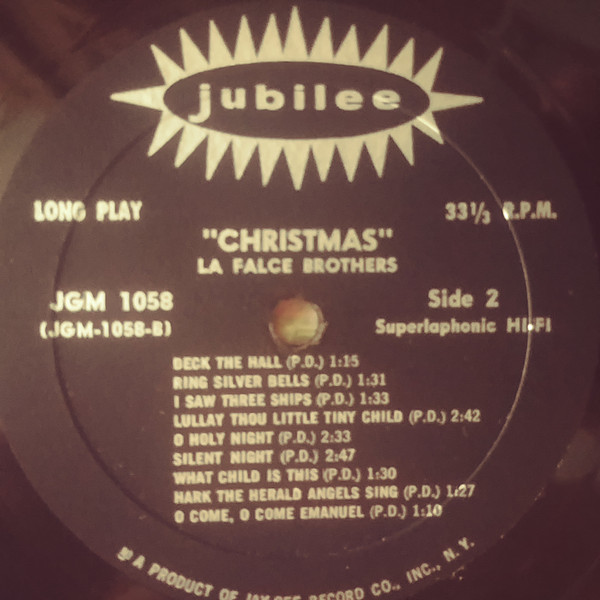 jubilee
LONG PLAY
33 1/3 R.P.M.
"CHRISTMAS"
LA FALCE BROTHERS
JGM 1058
Side 2
(JGM-1058-B)
Superlaphonic HI-FI
DECK THE HALL (P.D.) 1:15
RING SILVER BELLS (P.D.) 1:31
I SAW THREE SHIPS (P.D.) 1:33
LULLAY THOU LITTLE TINY CHILD (P.D.) 2:42
O HOLY NIGHT (P.D.) 2:33
SILENT NIGHT (P.D.) 2:47
WHAT CHILD IS THIS (P.D.) 1:30
HARK THE HERALD ANGELS SING (P.D.) 1:27
O COME, O COME EMANUEL (P.D.) 1:10
A PRODUCT OF JAY-GEE RECORD CO., INC., N. Y.